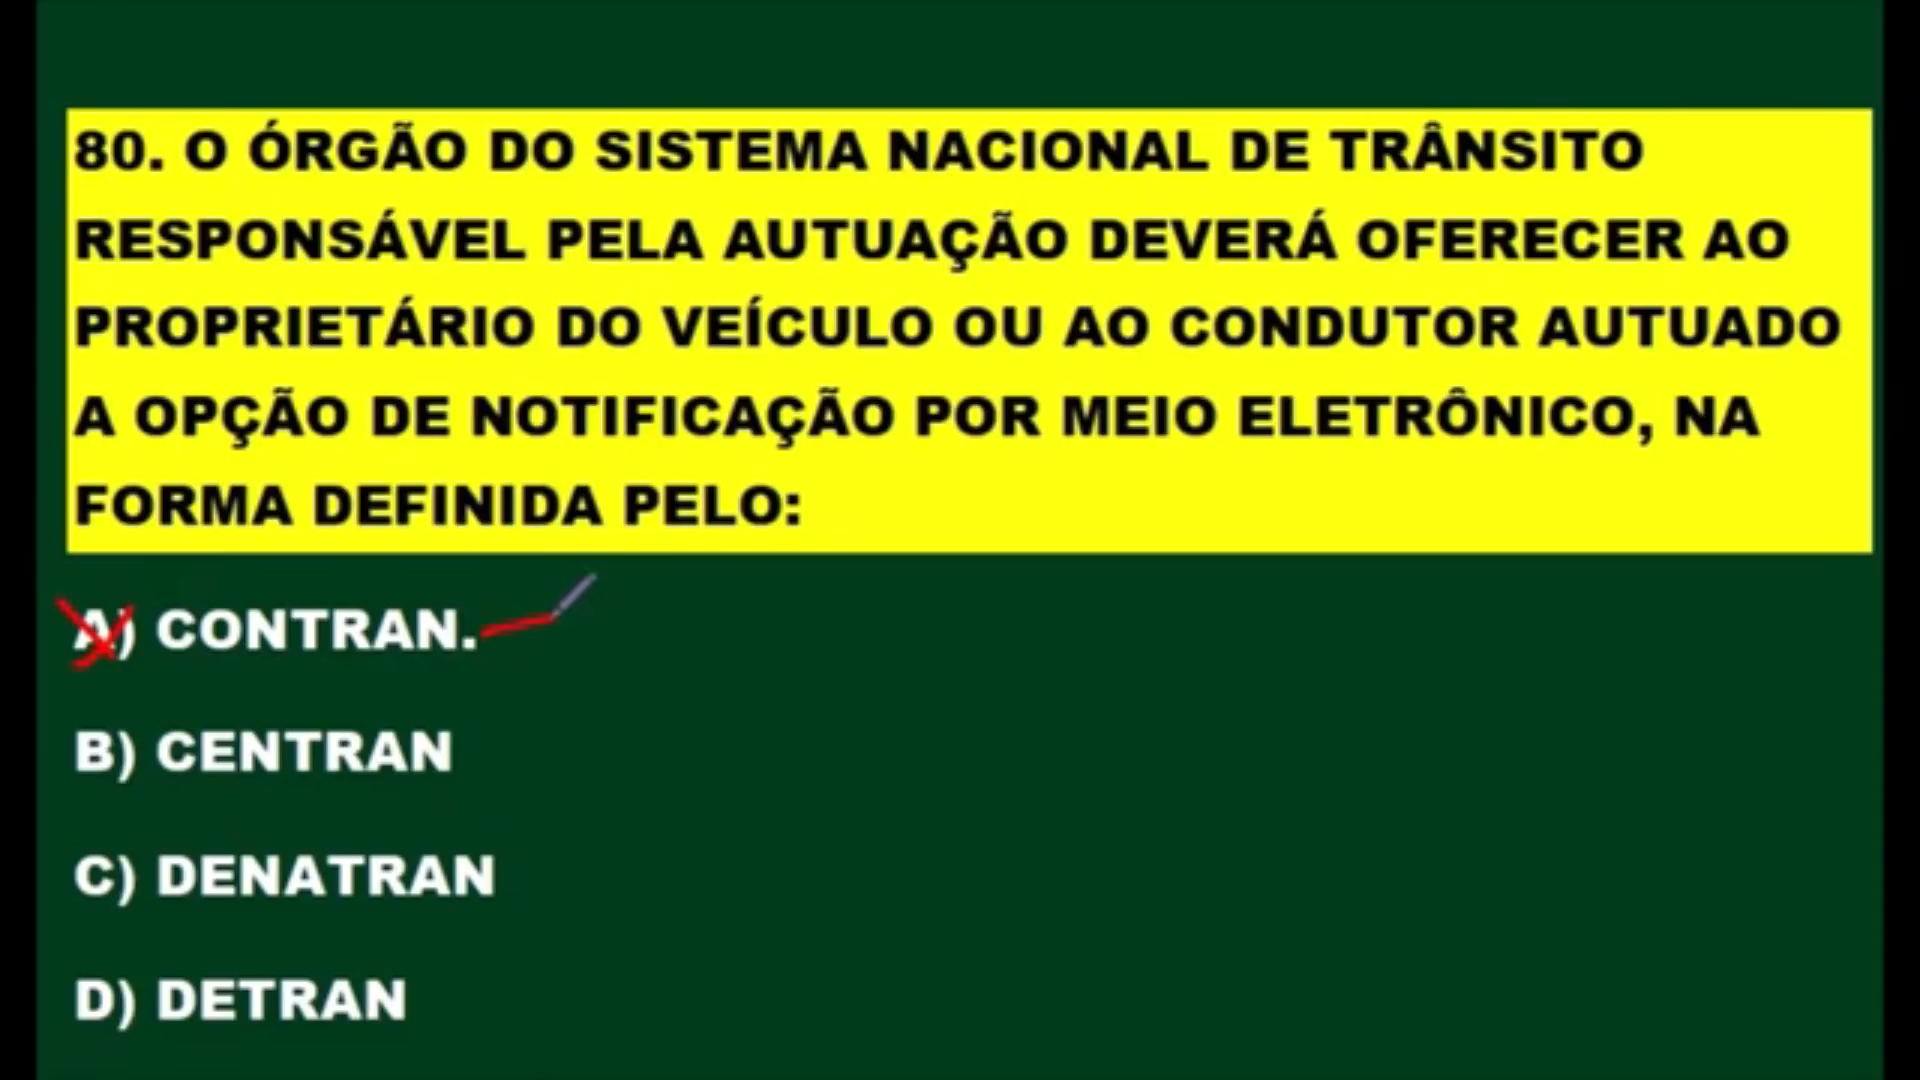 80. O ÓRGÃO DO SISTEMA NACIONAL DE TRÂNSITO
RESPONSÁVEL PELA AUTUAÇÃO DEVERÁ OFERECER AO
PROPRIETÁRIO DO VEÍCULO OU AO CONDUTOR AUTUADO
A OPÇÃO DE NOTIFICAÇÃO POR MEIO ELETRÔNICO, NA
FORMA DEFINIDA PELO:
A) CONTRAN.
B) CENTRAN
C) DENATRAN
D) DETRAN